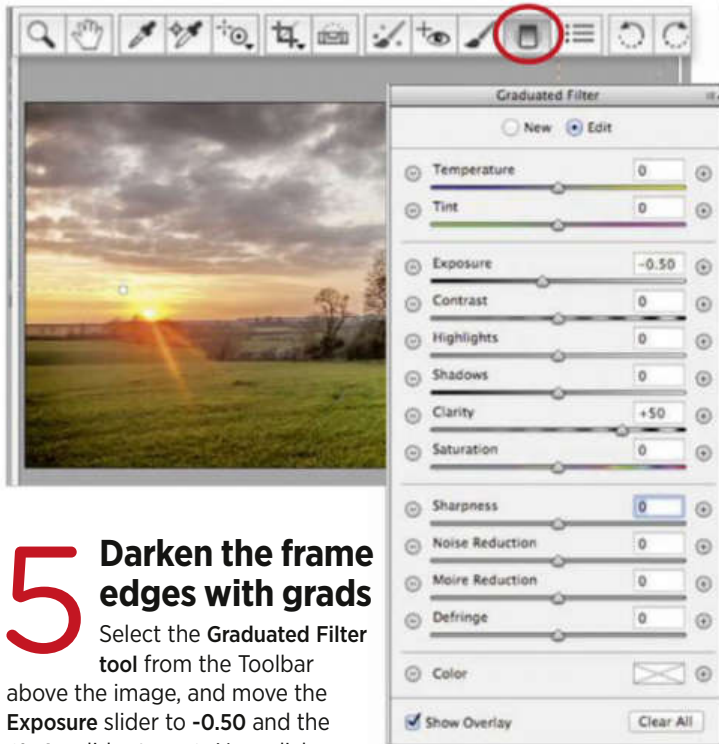 Graduated Filter
New Edit
Temperature 0
Tint 0
Exposure -0.50
Contrast 0
Highlights 0
Shadows 0
Clarity +50
Saturation 0
Sharpness 0
Noise Reduction 0
Moire Reduction 0
Defringe 0
Color
Show Overlay Clear All
5 Darken the frame
edges with grads
Select the Graduated Filter
tool from the Toolbar
above the image, and move the
Exposure slider to -0.50 and the